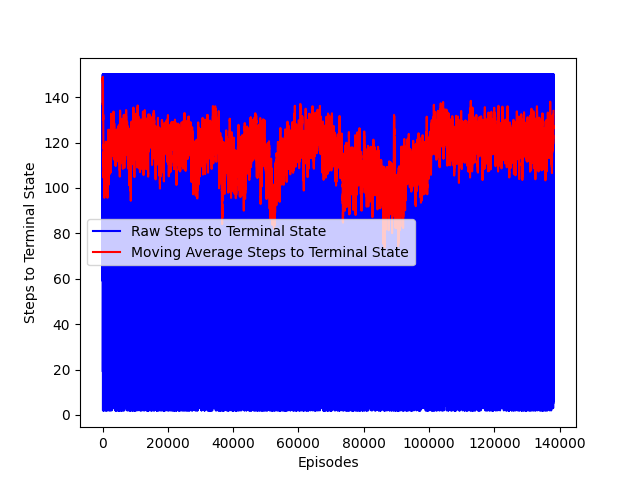 140
120
100
80
60
40
20
0
Steps to Terminal State
Raw Steps to Terminal State
Moving Average Steps to Terminal State
0 20000 40000 60000 80000 100000 120000 140000
Episodes